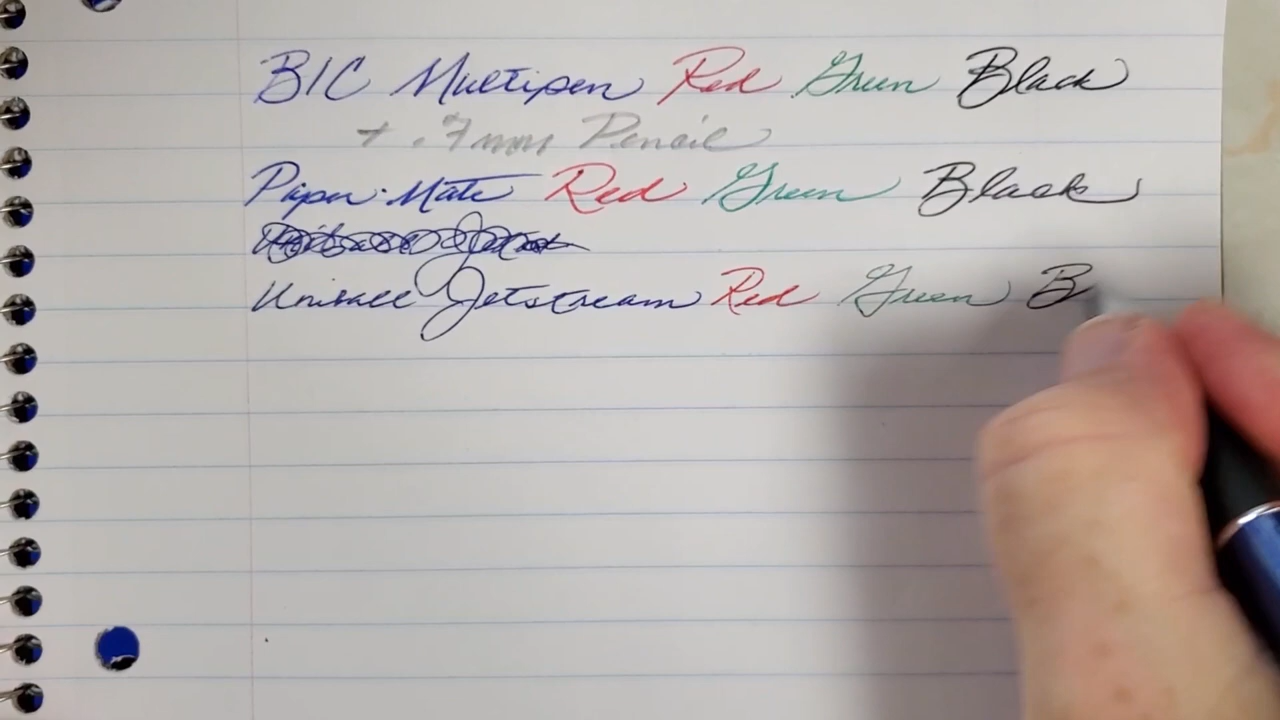 BIC Multipen Red Green Black
+ .7mm Pencil
Paper-Mate Red Green Black
Uniball Jetstream Red Green B